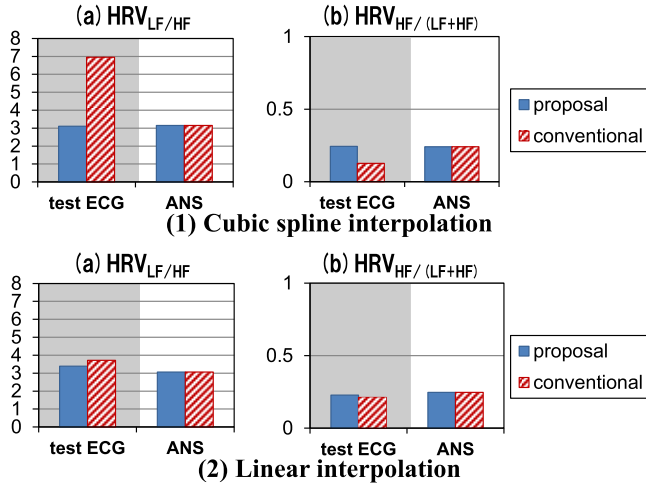 (a) HRVLF/HF
(b) HRVHF/ (LF+HF)
8
7
6
5
4
3
2
1
0
test ECG
ANS
1
0.5
0
test ECG
ANS
proposal
conventional
(1) Cubic spline interpolation
(a) HRVLF/HF
(b) HRVHF/ (LF+HF)
8
7
6
5
4
3
2
1
0
test ECG
ANS
1
0.5
0
test ECG
ANS
proposal
conventional
(2) Linear interpolation